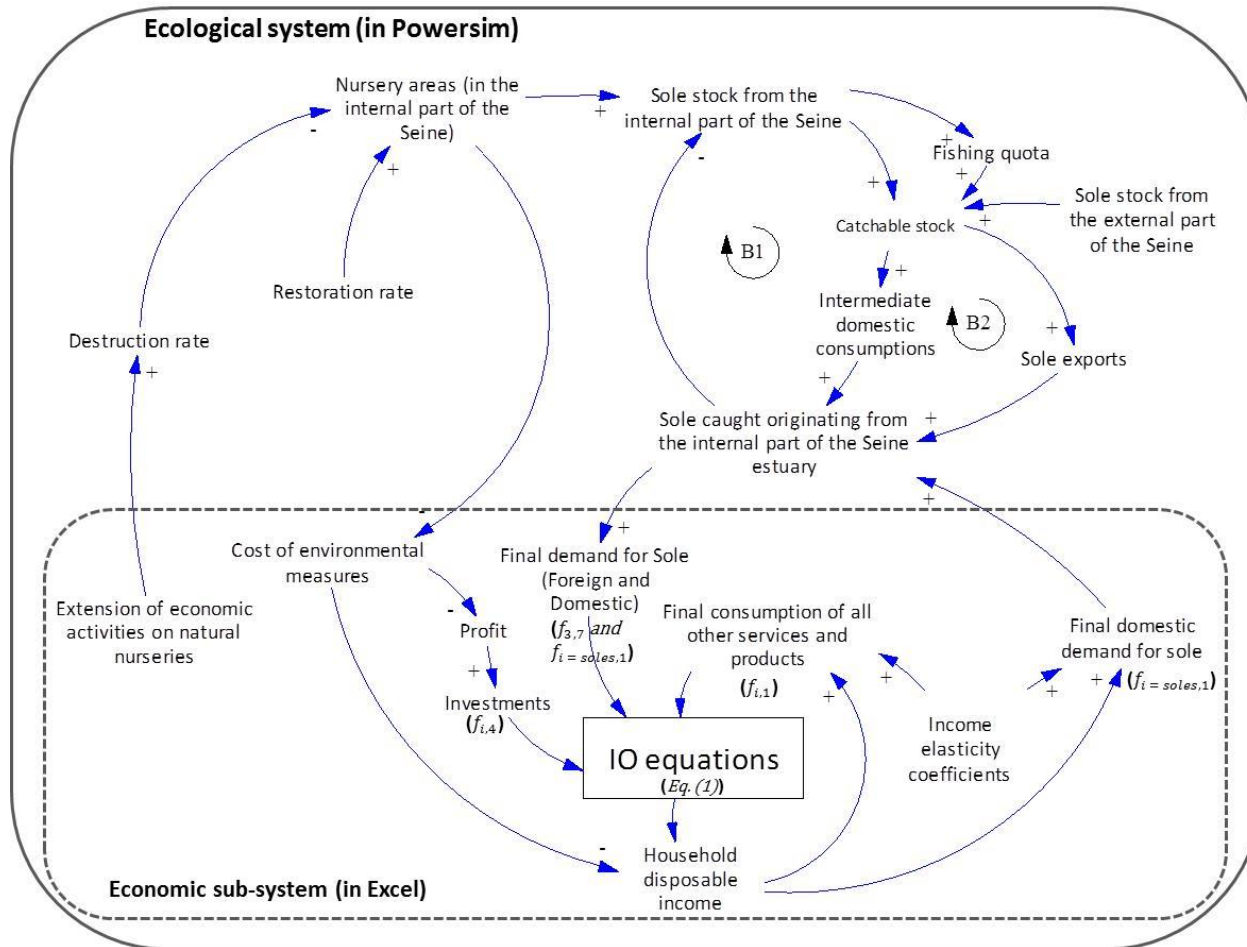 Ecological system (in Powersim)
Nursery areas (in the
internal part of the
Seine)
-
+
+
Sole stock from the
internal part of the Seine
-
+
+
Fishing quota
+
Sole stock from
the external part
of the Seine
+
Catchable stock
B1
Restoration rate
+
Intermediate
domestic
consumptions
B2
+
Sole exports
Destruction rate
+
+
Sole caught originating from
the internal part of the Seine
estuary
+
+
-
+
Cost of environmental
measures
Final demand for Sole
(Foreign and
Domestic)
(f3,7 and
fi = soles,1)
Extension of economic
activities on natural
nurseries
-
Profit
+
Investments
(fi,4)
Final consumption of all
other services and
products
(fi,1)
+
+
Final domestic
demand for sole
(fi = soles,1)
+
+
Income
elasticity
coefficients
IO equations
(Eq. (1))
-
Household
disposable
income
Economic sub-system (in Excel)